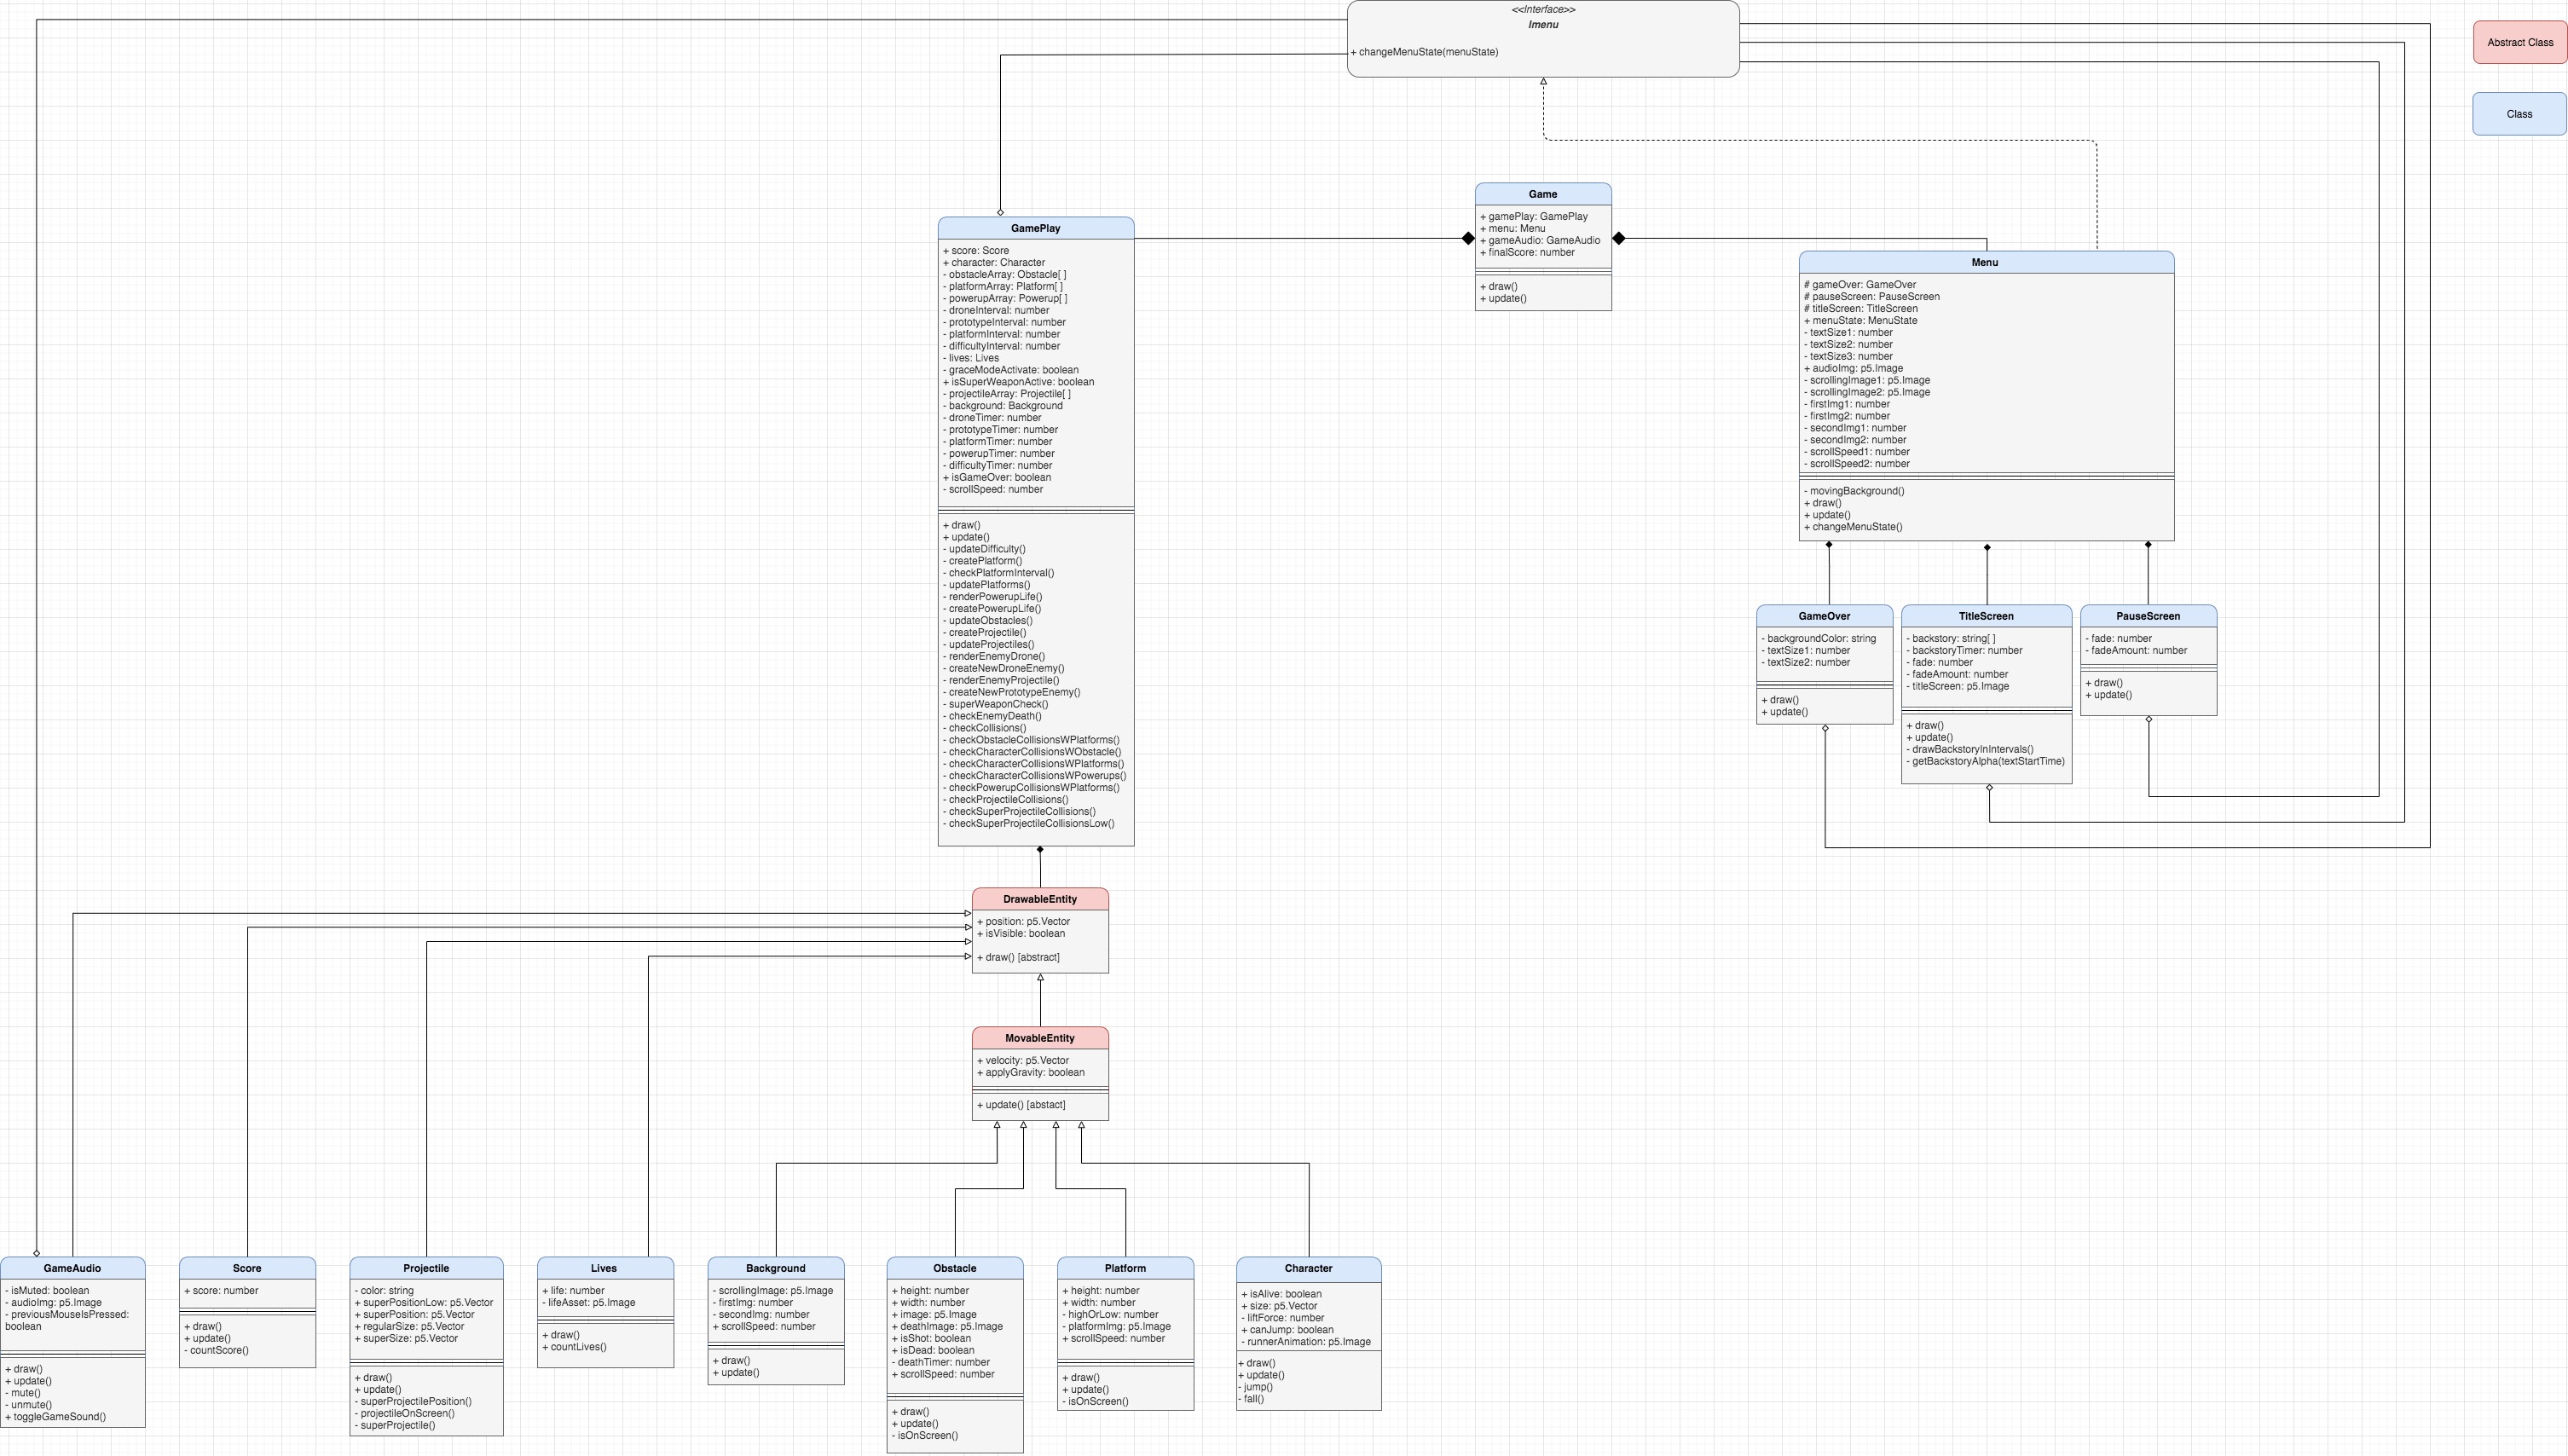 <<Interface>>
Imenu
+ changeMenuState(menuState)
Abstract Class
Class
Game
+ gamePlay: GamePlay
+ menu: Menu
+ gameAudio: GameAudio
+ finalScore: number
+ draw()
+ update()
GamePlay
+ score: Score
+ character: Character
- obstacleArray: Obstacle[ ]
- platformArray: Platform[ ]
- powerupArray: Powerup[ ]
- droneInterval: number
- prototypeInterval: number
- platformInterval: number
- difficultyInterval: number
- lives: Lives
- graceModeActivate: boolean
+ isSuperWeaponActive: boolean
- projectileArray: Projectile[ ]
- background: Background
- droneTimer: number
- prototypeTimer: number
- platformTimer: number
- powerupTimer: number
- difficultyTimer: number
+ isGameOver: boolean
- scrollSpeed: number
+ draw()
+ update()
- updateDifficulty()
- createPlatform()
- checkPlatformInterval()
- updatePlatforms()
- renderPowerupLife()
- createPowerupLife()
- updateObstacles()
- createProjectile()
- updateProjectiles()
- renderEnemyDrone()
- createNewDroneEnemy()
- renderEnemyProjectile()
- createNewPrototypeEnemy()
- superWeaponCheck()
- checkEnemyDeath()
- checkCollisions()
- checkObstacleCollisionsWPlatforms()
- checkCharacterCollisionsWObstacle()
- checkCharacterCollisionsWPlatforms()
- checkCharacterCollisionsWPowerups()
- checkPowerupCollisionsWPlatforms()
- checkProjectileCollisions()
- checkSuperProjectileCollisions()
- checkSuperProjectileCollisionsLow()
Menu
# gameOver: GameOver
# pauseScreen: PauseScreen
# titleScreen: TitleScreen
+ menuState: MenuState
- textSize1: number
- textSize2: number
- textSize3: number
+ audioImg: p5.Image
- scrollingImage1: p5.Image
- scrollingImage2: p5.Image
- firstImg1: number
- firstImg2: number
- secondImg1: number
- secondImg2: number
- scrollSpeed1: number
- scrollSpeed2: number
- movingBackground()
+ draw()
+ update()
+ changeMenuState()
GameOver
- backgroundColor: string
- textSize1: number
- textSize2: number
+ draw()
+ update()
TitleScreen
- backstory: string[ ]
- backstoryTimer: number
- fade: number
- fadeAmount: number
- titleScreen: p5.Image
+ draw()
+ update()
- drawBackstoryInIntervals()
- getBackstoryAlpha(textStartTime)
PauseScreen
- fade: number
- fadeAmount: number
+ draw()
+ update()
DrawableEntity
+ position: p5.Vector
+ isVisible: boolean
+ draw() [abstract]
MovableEntity
+ velocity: p5.Vector
+ applyGravity: boolean
+ update() [abstact]
GameAudio
- isMuted: boolean
- audioImg: p5.Image
- previousMouseIsPressed:
boolean
+ draw()
+ update()
- mute()
- unmute()
+ toggleGameSound()
Score
+ score: number
+ draw()
+ update()
- countScore()
Projectile
- color: string
+ superPositionLow: p5.Vector
+ superPosition: p5.Vector
+ regularSize: p5.Vector
+ superSize: p5.Vector
+ draw()
+ update()
- superProjectilePosition()
- projectileOnScreen()
- superProjectile()
Lives
+ life: number
- lifeAsset: p5.Image
+ draw()
+ countLives()
Background
- scrollingImage: p5.Image
- firstImg: number
- secondImg: number
+ scrollSpeed: number
+ draw()
+ update()
Obstacle
+ height: number
+ width: number
+ image: p5.Image
+ deathImage: p5.Image
+ isShot: boolean
+ isDead: boolean
- deathTimer: number
+ scrollSpeed: number
+ draw()
+ update()
- isOnScreen()
Platform
+ height: number
+ width: number
- highOrLow: number
- platformImg: p5.Image
+ scrollSpeed: number
+ draw()
+ update()
- isOnScreen()
Character
+ isAlive: boolean
+ size: p5.Vector
- liftForce: number
+ canJump: boolean
- runnerAnimation: p5.Image
+ draw()
+ update()
- jump()
- fall()